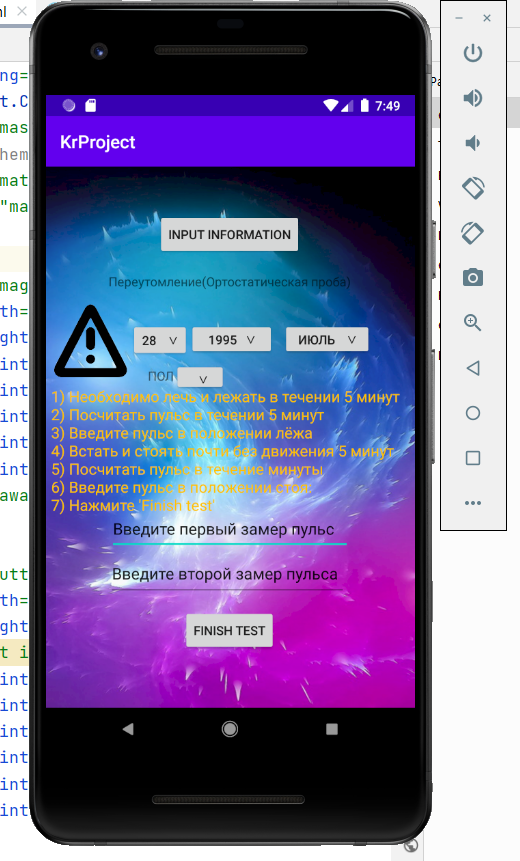 7:49
KrProject
INPUT INFORMATION
Переутомление(Ортостатическая проба)
28 1995 ИЮЛЬ
ПОЛ
1) Необходимо лечь и лежать в течении 5 минут
2) Посчитать пульс в течении 5 минут
3) Введите пульс в положении лёжа
4) Встать и стоять почти без движения 5 минут
5) Посчитать пульс в течение минуты
6) Введите пульс в положении стоя.
7) Нажмите 'Finish test'
Введите первый замер пульс
Введите второй замер пульса
FINISH TEST